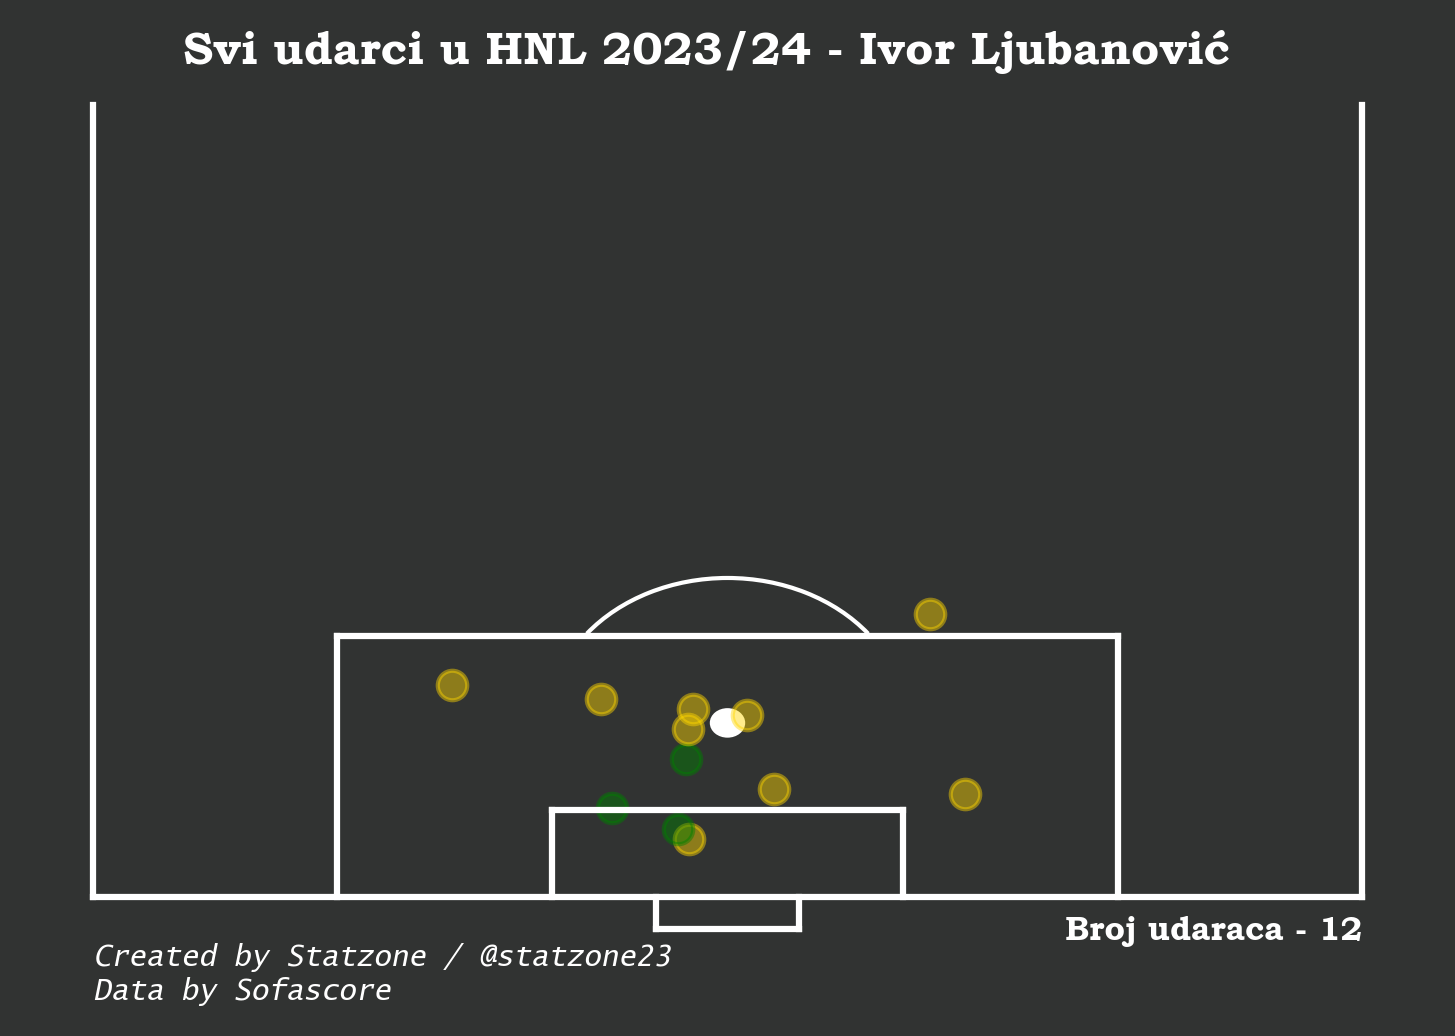 Svi udarci u HNL 2023/24 - Ivor Ljubanović
Broj udaraca - 12
Created by Statzone / @statzone23
Data by Sofascore